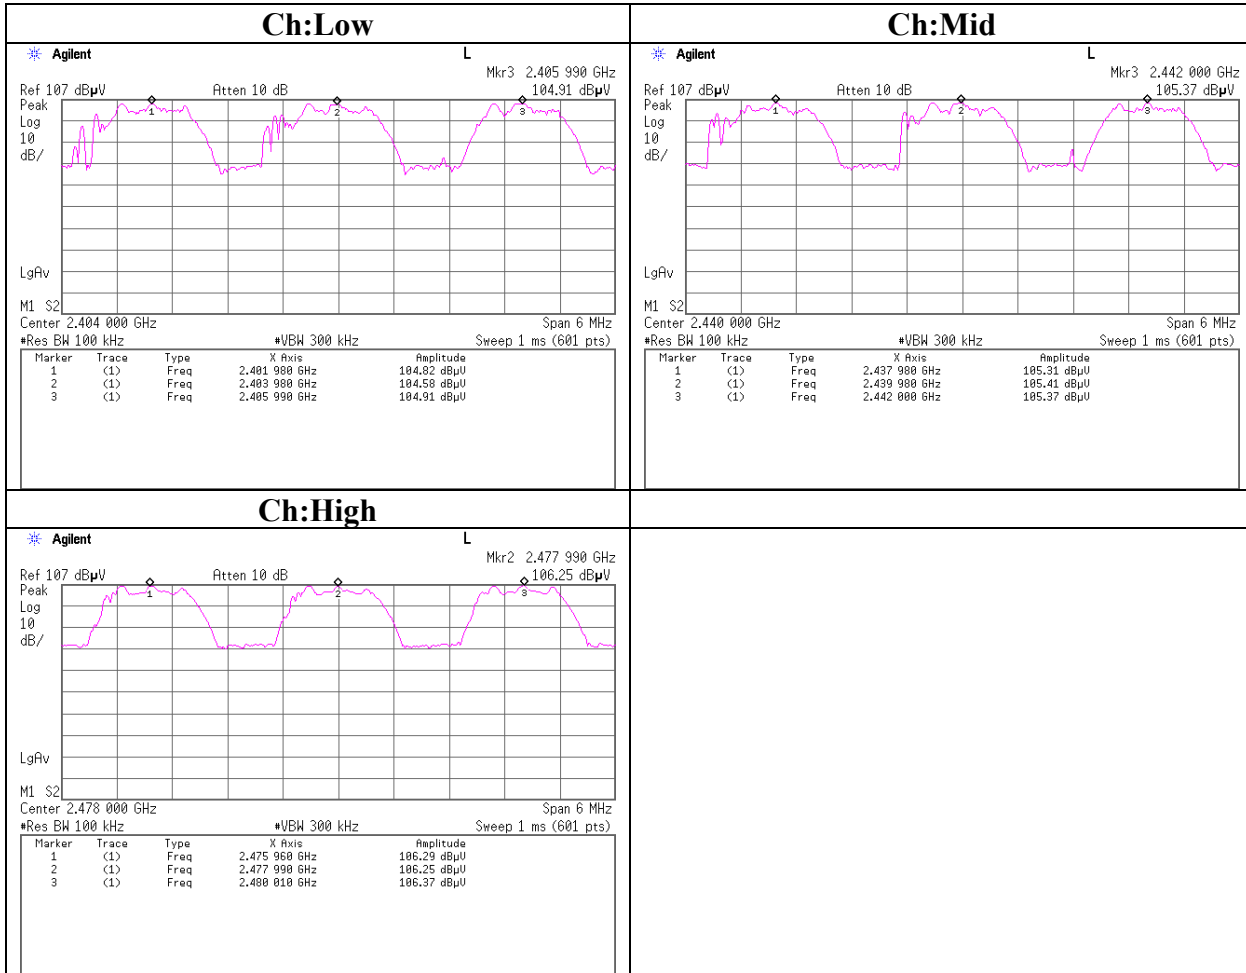 Ch:Low
Agilent
L
Mkr3 2.405 990 GHz
Ref 107 dBµV Atten 10 dB 104.91 dBµV
Peak
Log
10
dB/
1 2 3
LgAv
M1 S2
Center 2.404 000 GHz Span 6 MHz
#Res BW 100 kHz #VBW 300 kHz Sweep 1 ms (601 pts)
Marker Trace Type X Axis Amplitude
1 (1) Freq 2.401 980 GHz 104.82 dBµV
2 (1) Freq 2.403 980 GHz 104.58 dBµV
3 (1) Freq 2.405 990 GHz 104.91 dBµV
Ch:Mid
Agilent
L
Mkr3 2.442 000 GHz
Ref 107 dBµV Atten 10 dB 105.37 dBµV
Peak
Log
10
dB/
1 2 3
LgAv
M1 S2
Center 2.440 000 GHz Span 6 MHz
#Res BW 100 kHz #VBW 300 kHz Sweep 1 ms (601 pts)
Marker Trace Type X Axis Amplitude
1 (1) Freq 2.437 980 GHz 105.31 dBµV
2 (1) Freq 2.439 980 GHz 105.41 dBµV
3 (1) Freq 2.442 000 GHz 105.37 dBµV
Ch:High
Agilent
L
Mkr2 2.477 990 GHz
Ref 107 dBµV Atten 10 dB 106.25 dBµV
Peak
Log
10
dB/
1 2 3
LgAv
M1 S2
Center 2.478 000 GHz Span 6 MHz
#Res BW 100 kHz #VBW 300 kHz Sweep 1 ms (601 pts)
Marker Trace Type X Axis Amplitude
1 (1) Freq 2.475 960 GHz 106.29 dBµV
2 (1) Freq 2.477 990 GHz 106.25 dBµV
3 (1) Freq 2.480 010 GHz 106.37 dBµV